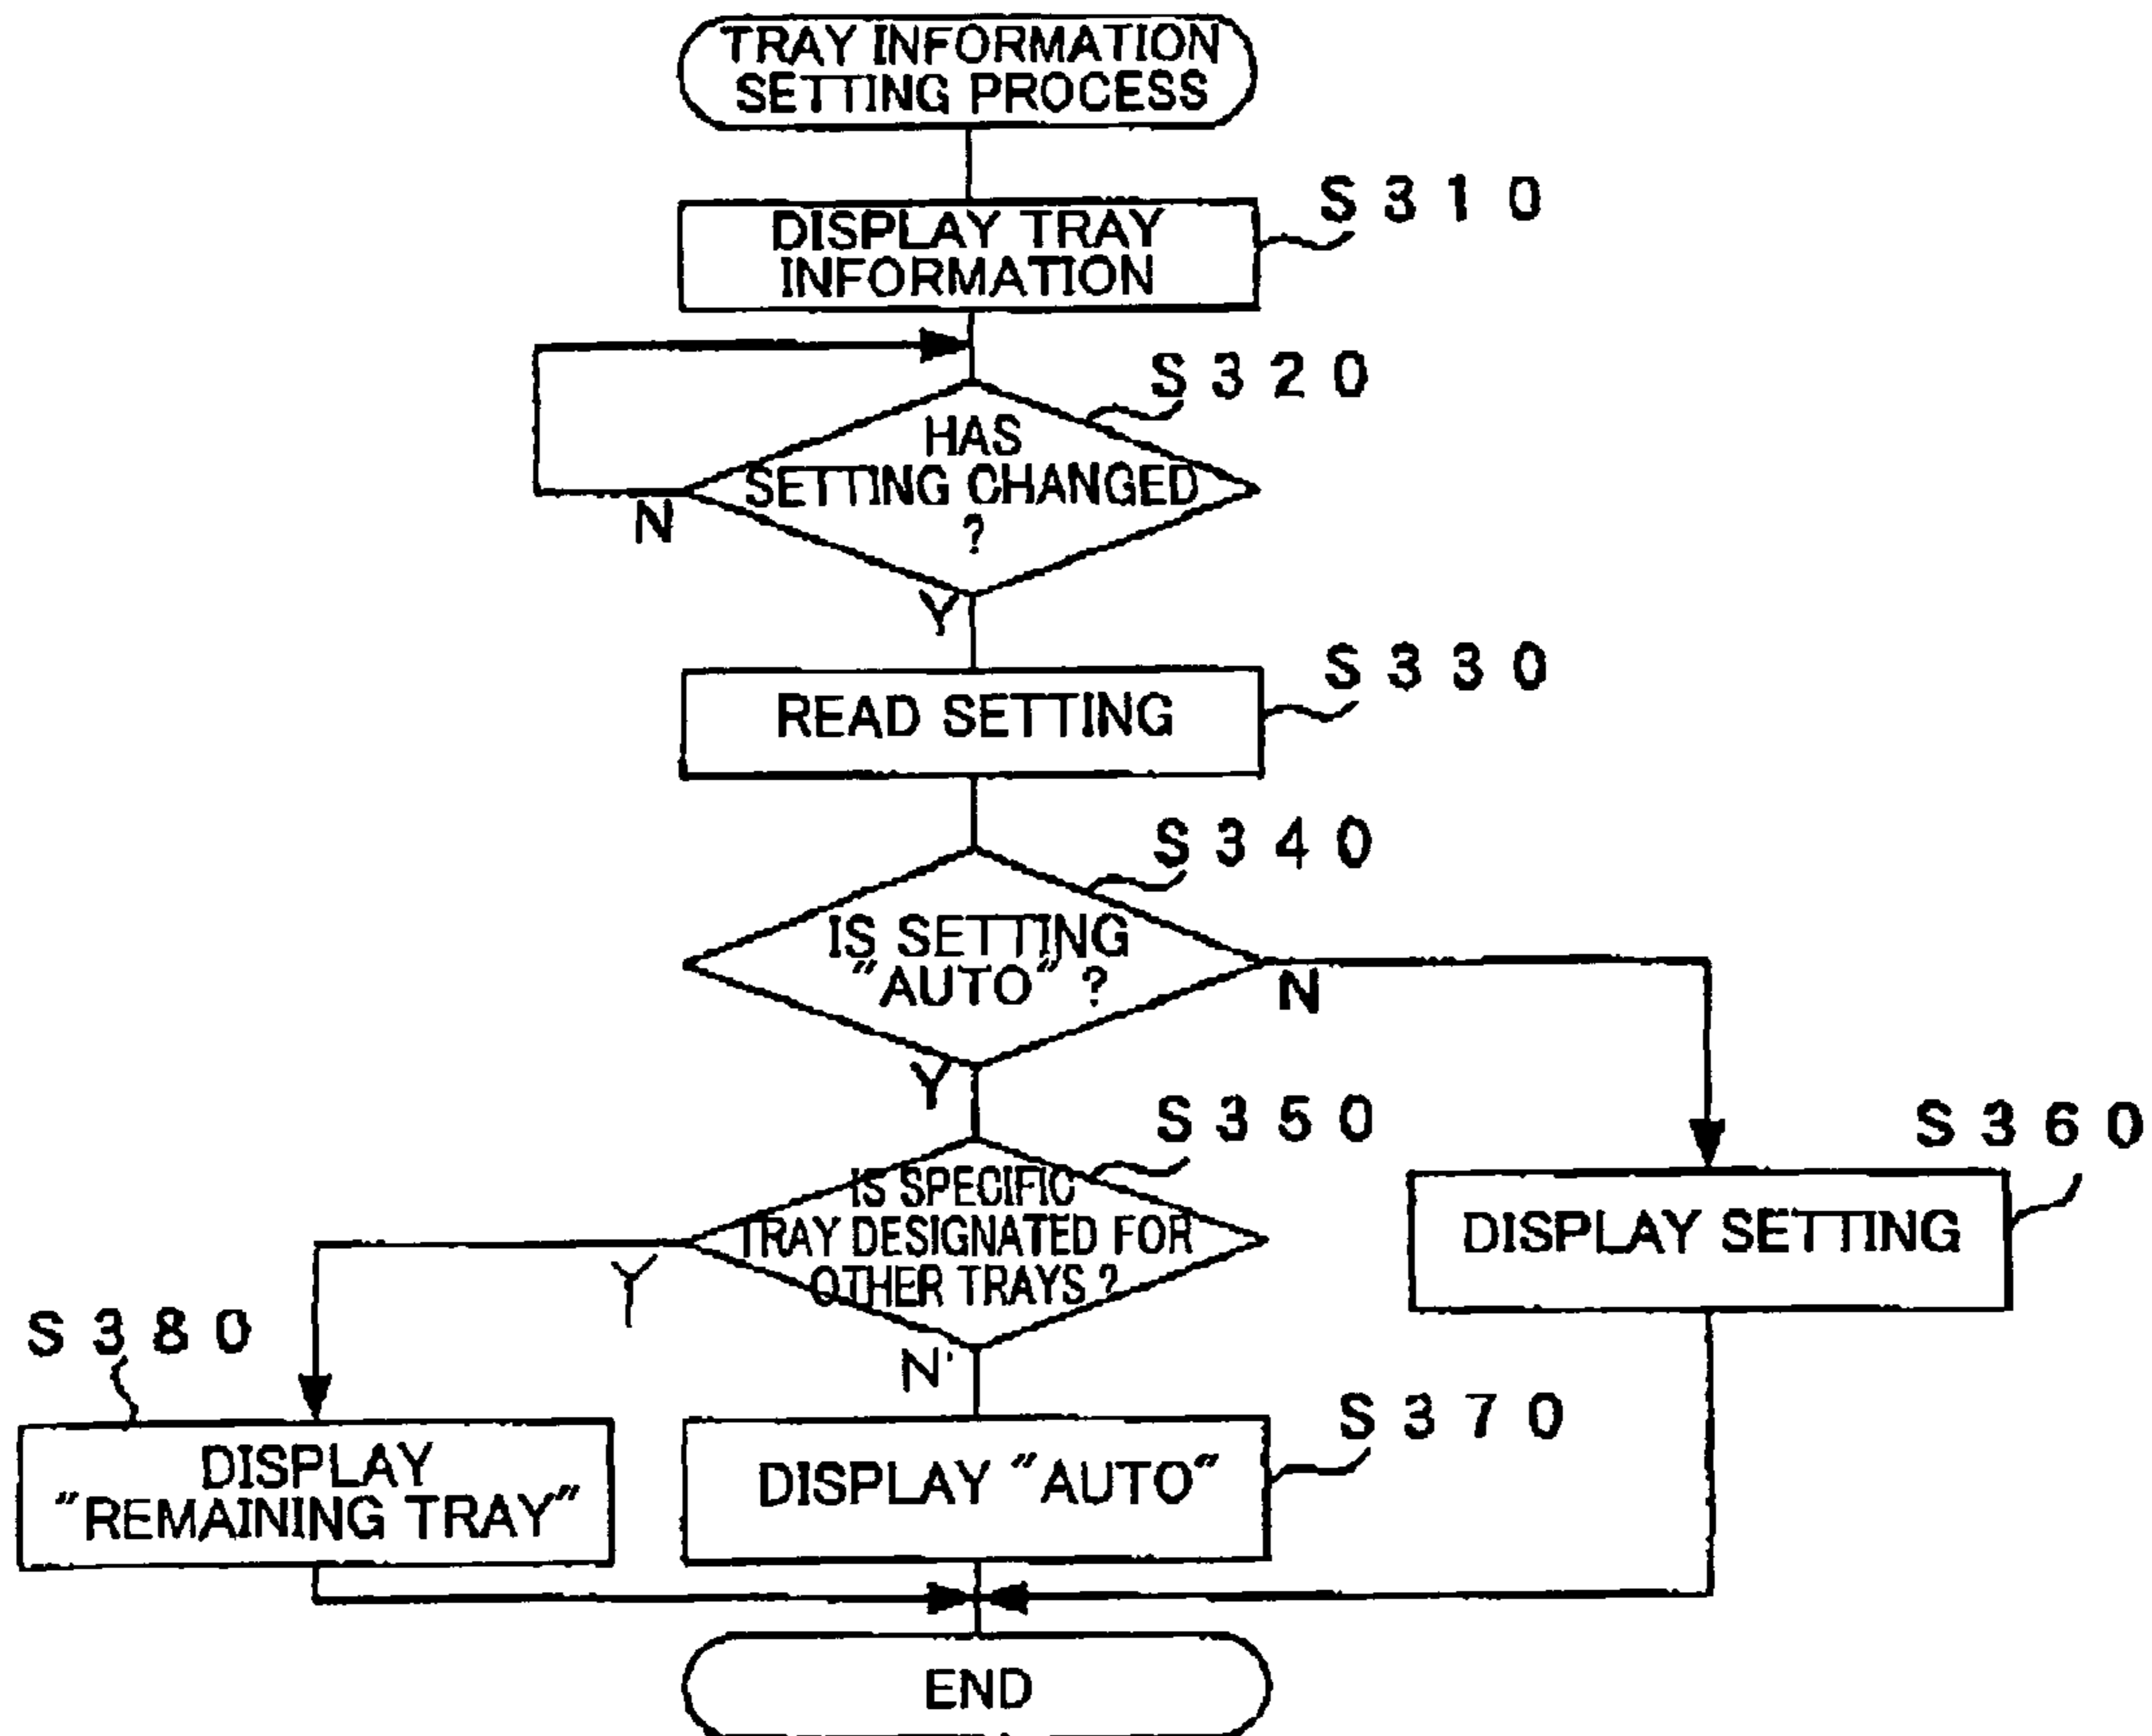 TRAY INFORMATION
SETTING PROCESS
S310
DISPLAY TRAY
INFORMATION
S320
HAS
SETTING CHANGED
?
N
Y
S330
READ SETTING
S340
IS SETTING
"AUTO" ?
N
Y
S350
IS SPECIFIC
TRAY DESIGNATED FOR
OTHER TRAYS ?
Y
N
S360
DISPLAY SETTING
S380
DISPLAY
"REMAINING TRAY"
S370
DISPLAY "AUTO"
END